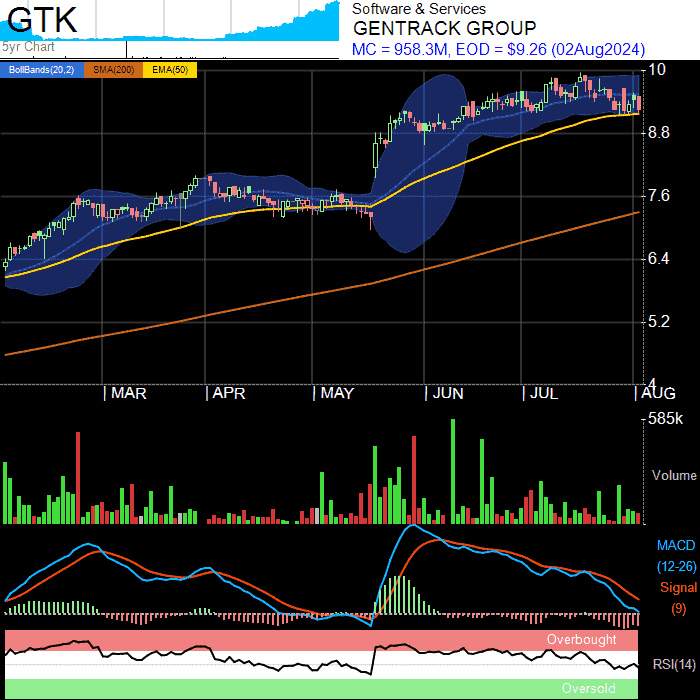 GTK
5yr Chart
Software & Services
GENTRACK GROUP
MC = 958.3M, EOD = $9.26 (02Aug2024)
BollBands(20,2) SMA(200) EMA(50)
10
8.8
7.6
6.4
5.2
4
MAR APR MAY JUN JUL AUG
585k
Volume
MACD
(12-26)
Signal
(9)
Overbought
RSI(14)
Oversold